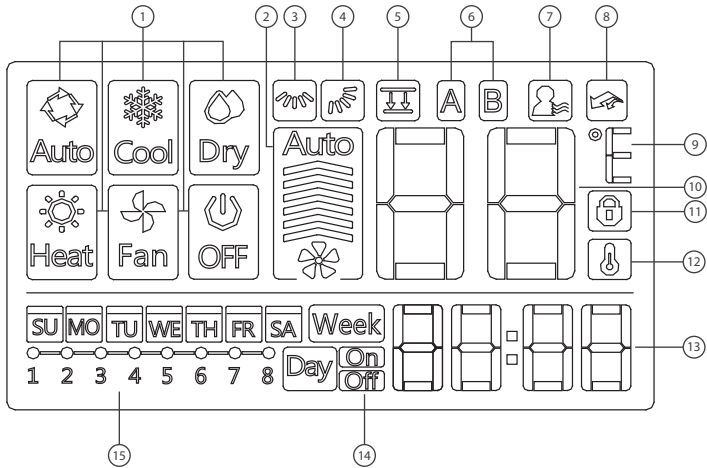 1 2 3 4 5 6 7 8
Auto Cool Dry
A B
Auto
9
10
11
12
Heat Fan OFF
SU MO TU WE TH FR SA Week
88:88
13
1 2 3 4 5 6 7 8
Day On
Off
15 14